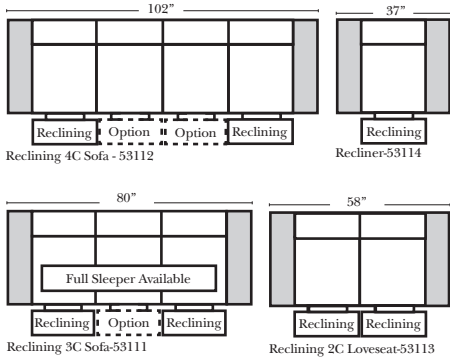 102”
37”
Reclining Option Option Reclining
Reclining
Reclining 4C Sofa - 53112
Recliner-53114
80”
58”
Full Sleeper Available
Reclining Option Reclining
Reclining Reclining
Reclining 3C Sofa-53111
Reclining 2C Loveseat-53113